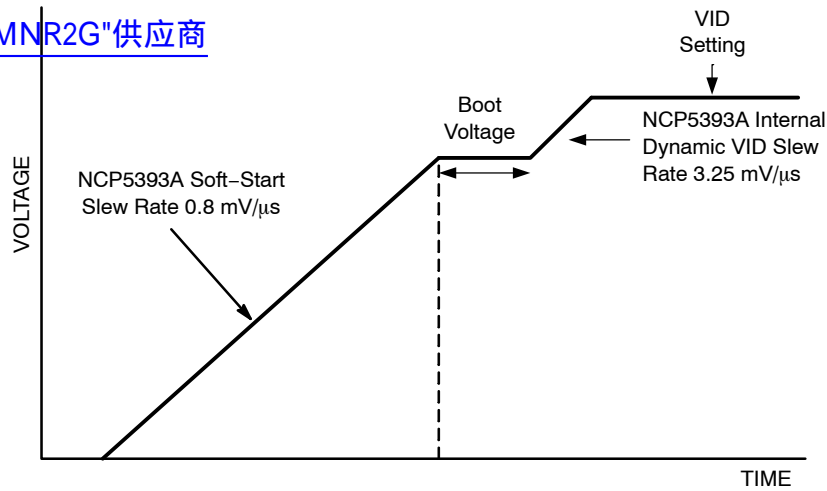 MNR2G"供应商
VID
Setting
Boot
Voltage
NCP5393A Internal
Dynamic VID Slew
Rate 3.25 mV/μs
NCP5393A Soft–Start
Slew Rate 0.8 mV/μs
VOLTAGE
TIME